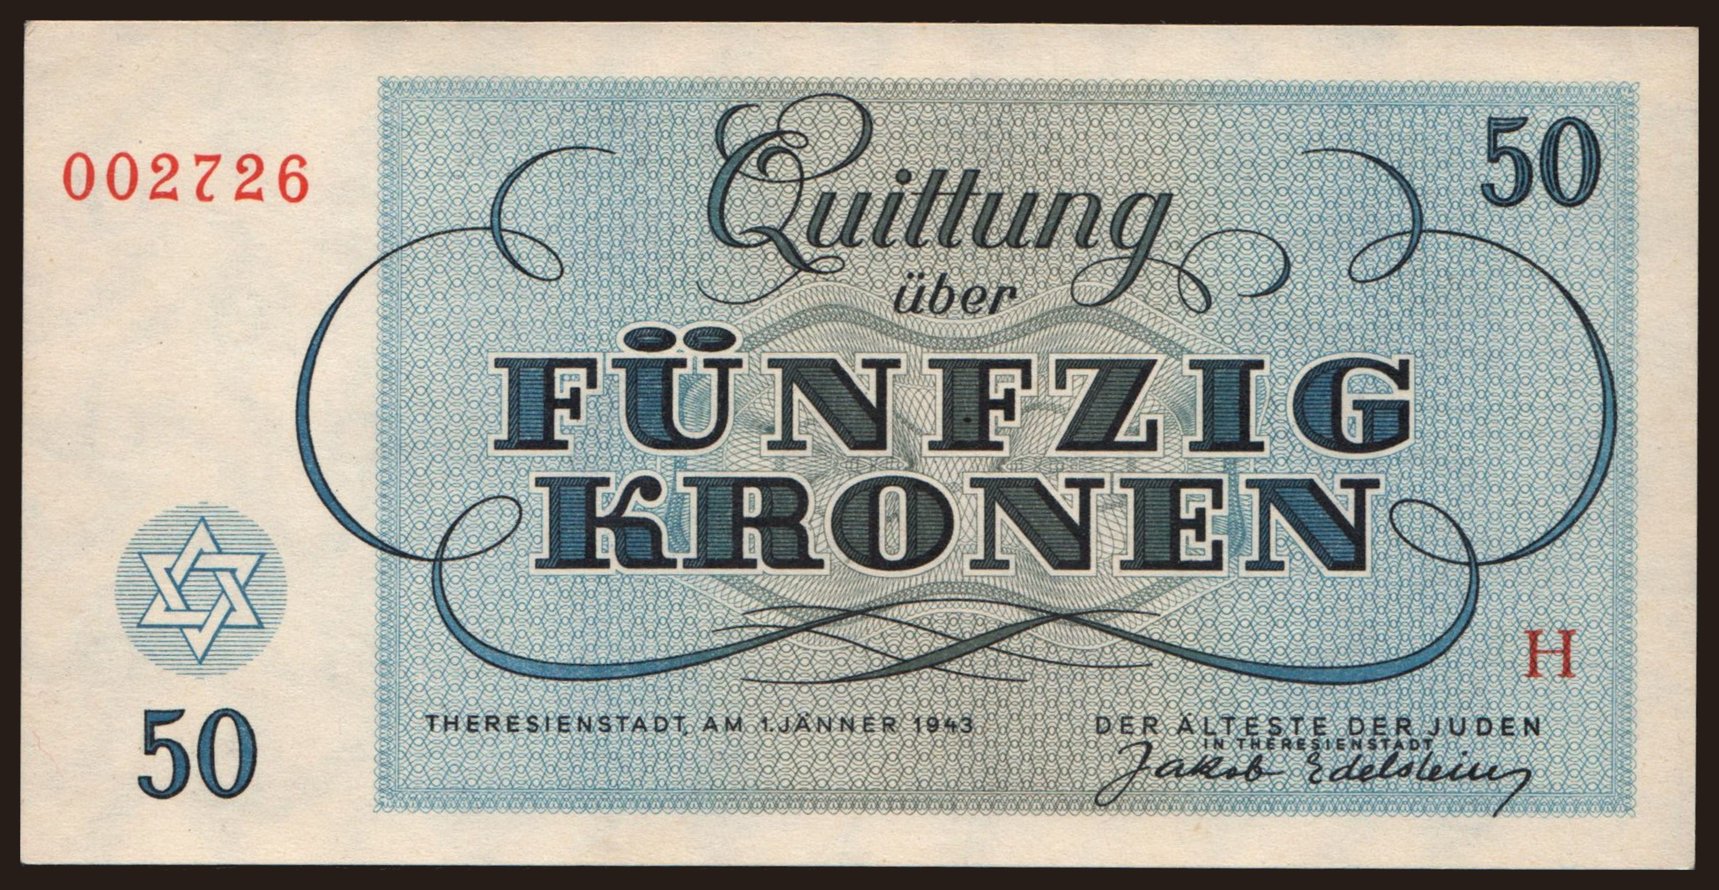 002726
50
Quittung
über
FÜNFZIG
KRONEN
H
50
THERESIENSTADT, AM 1. JÄNNER 1943
DER ÄLTESTE DER JUDEN
IN THERESIENSTADT
Jakob Edelstein